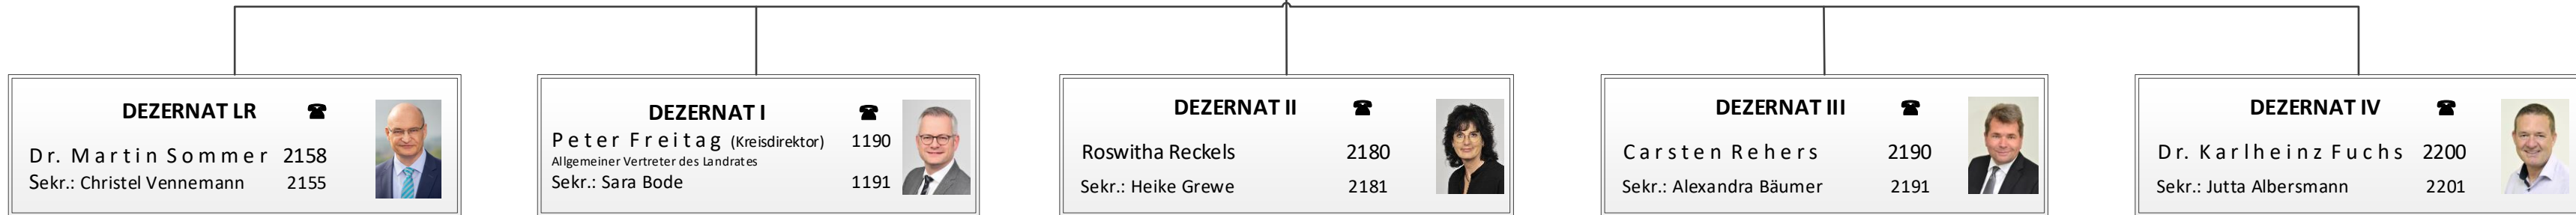 DEZERNAT LR ☎
Dr. Martin Sommer 2158
Sekr.: Christel Vennemann 2155
DEZERNAT I ☎
Peter Freitag (Kreisdirektor) 1190
Allgemeiner Vertreter des Landrates
Sekr.: Sara Bode 1191
DEZERNAT II ☎
Roswitha Reckels 2180
Sekr.: Heike Grewe 2181
DEZERNAT III ☎
Carsten Rehers 2190
Sekr.: Alexandra Bäumer 2191
DEZERNAT IV ☎
Dr. Karlheinz Fuchs 2200
Sekr.: Jutta Albersmann 2201